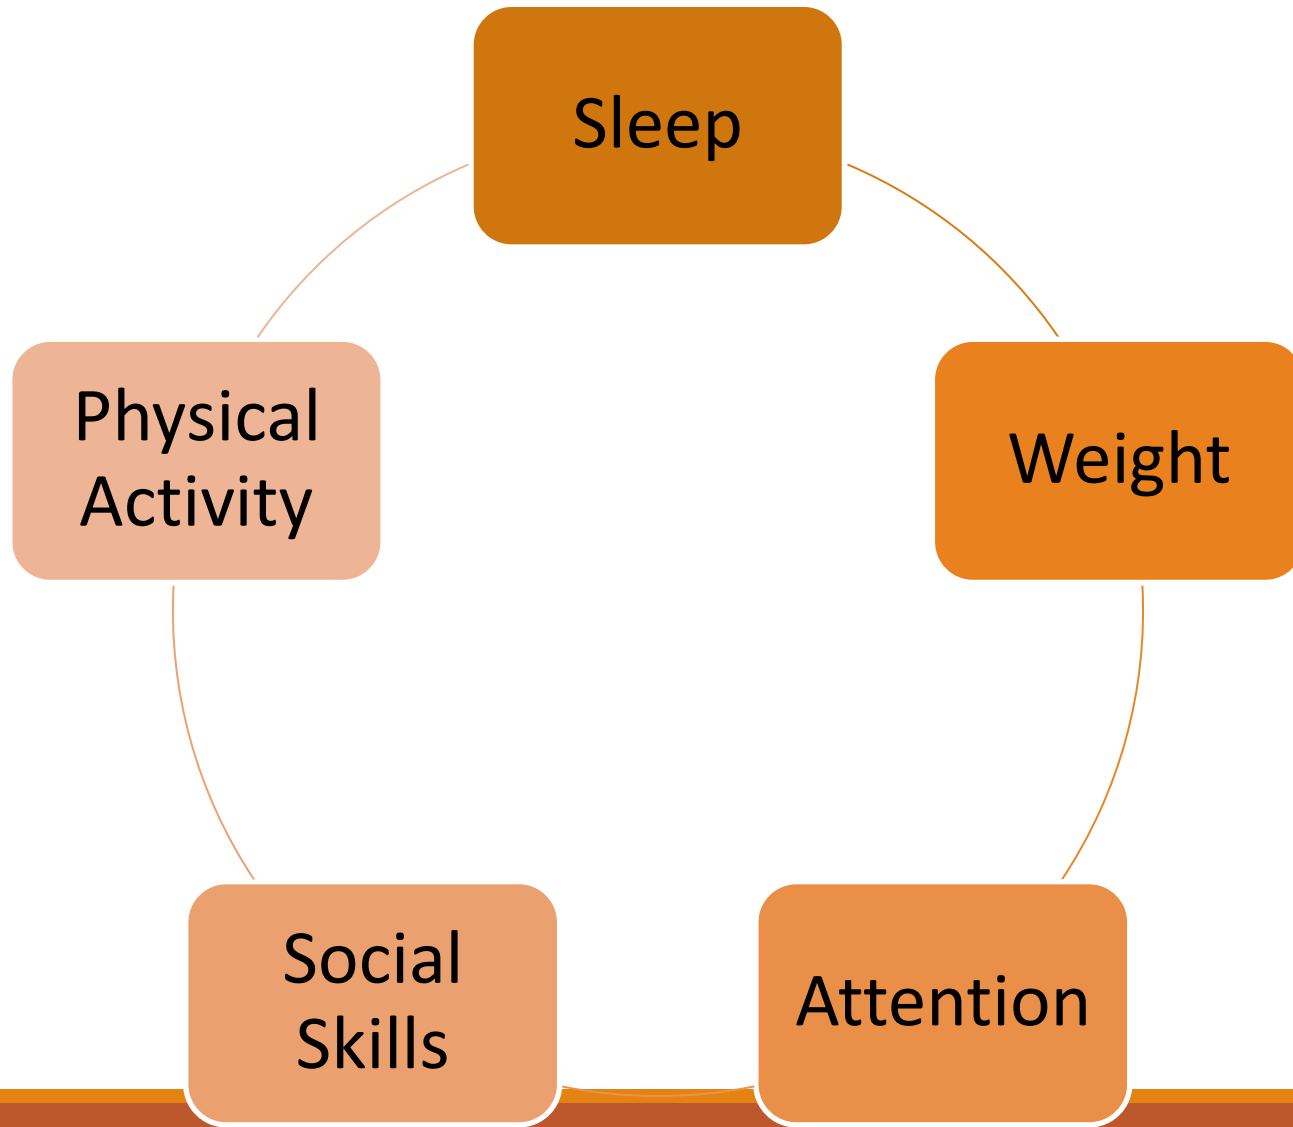 Sleep
Weight
Attention
Social
Skills
Physical
Activity